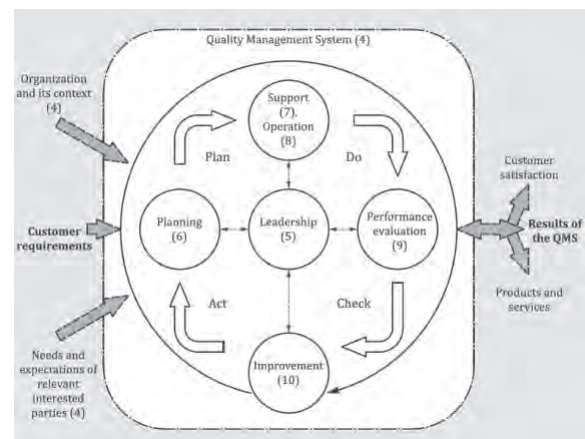 Quality Management System (4)
Organization
and its context
(4)
Support
(7),
Operation
(8)
Plan
Do
Customer
satisfaction
Customer
requirements
Planning
(6)
Leadership
(5)
Performance
evaluation
(9)
Results of
the QMS
Act
Check
Products and
services
Needs and
expectations of
relevant
interested
parties (4)
Improvement
(10)